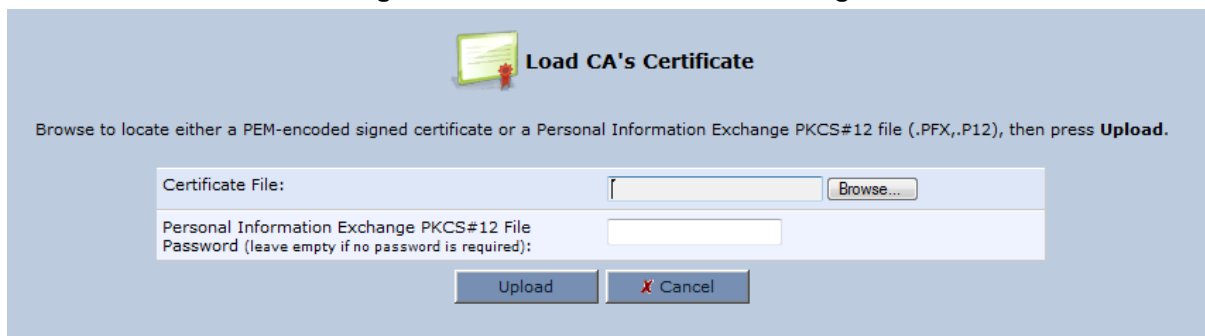 Load CA's Certificate
Browse to locate either a PEM-encoded signed certificate or a Personal Information Exchange PKCS#12 file (.PFX,.P12), then press Upload.
Certificate File:
Browse...
Personal Information Exchange PKCS#12 File
Password (leave empty if no password is required):
Upload
Cancel